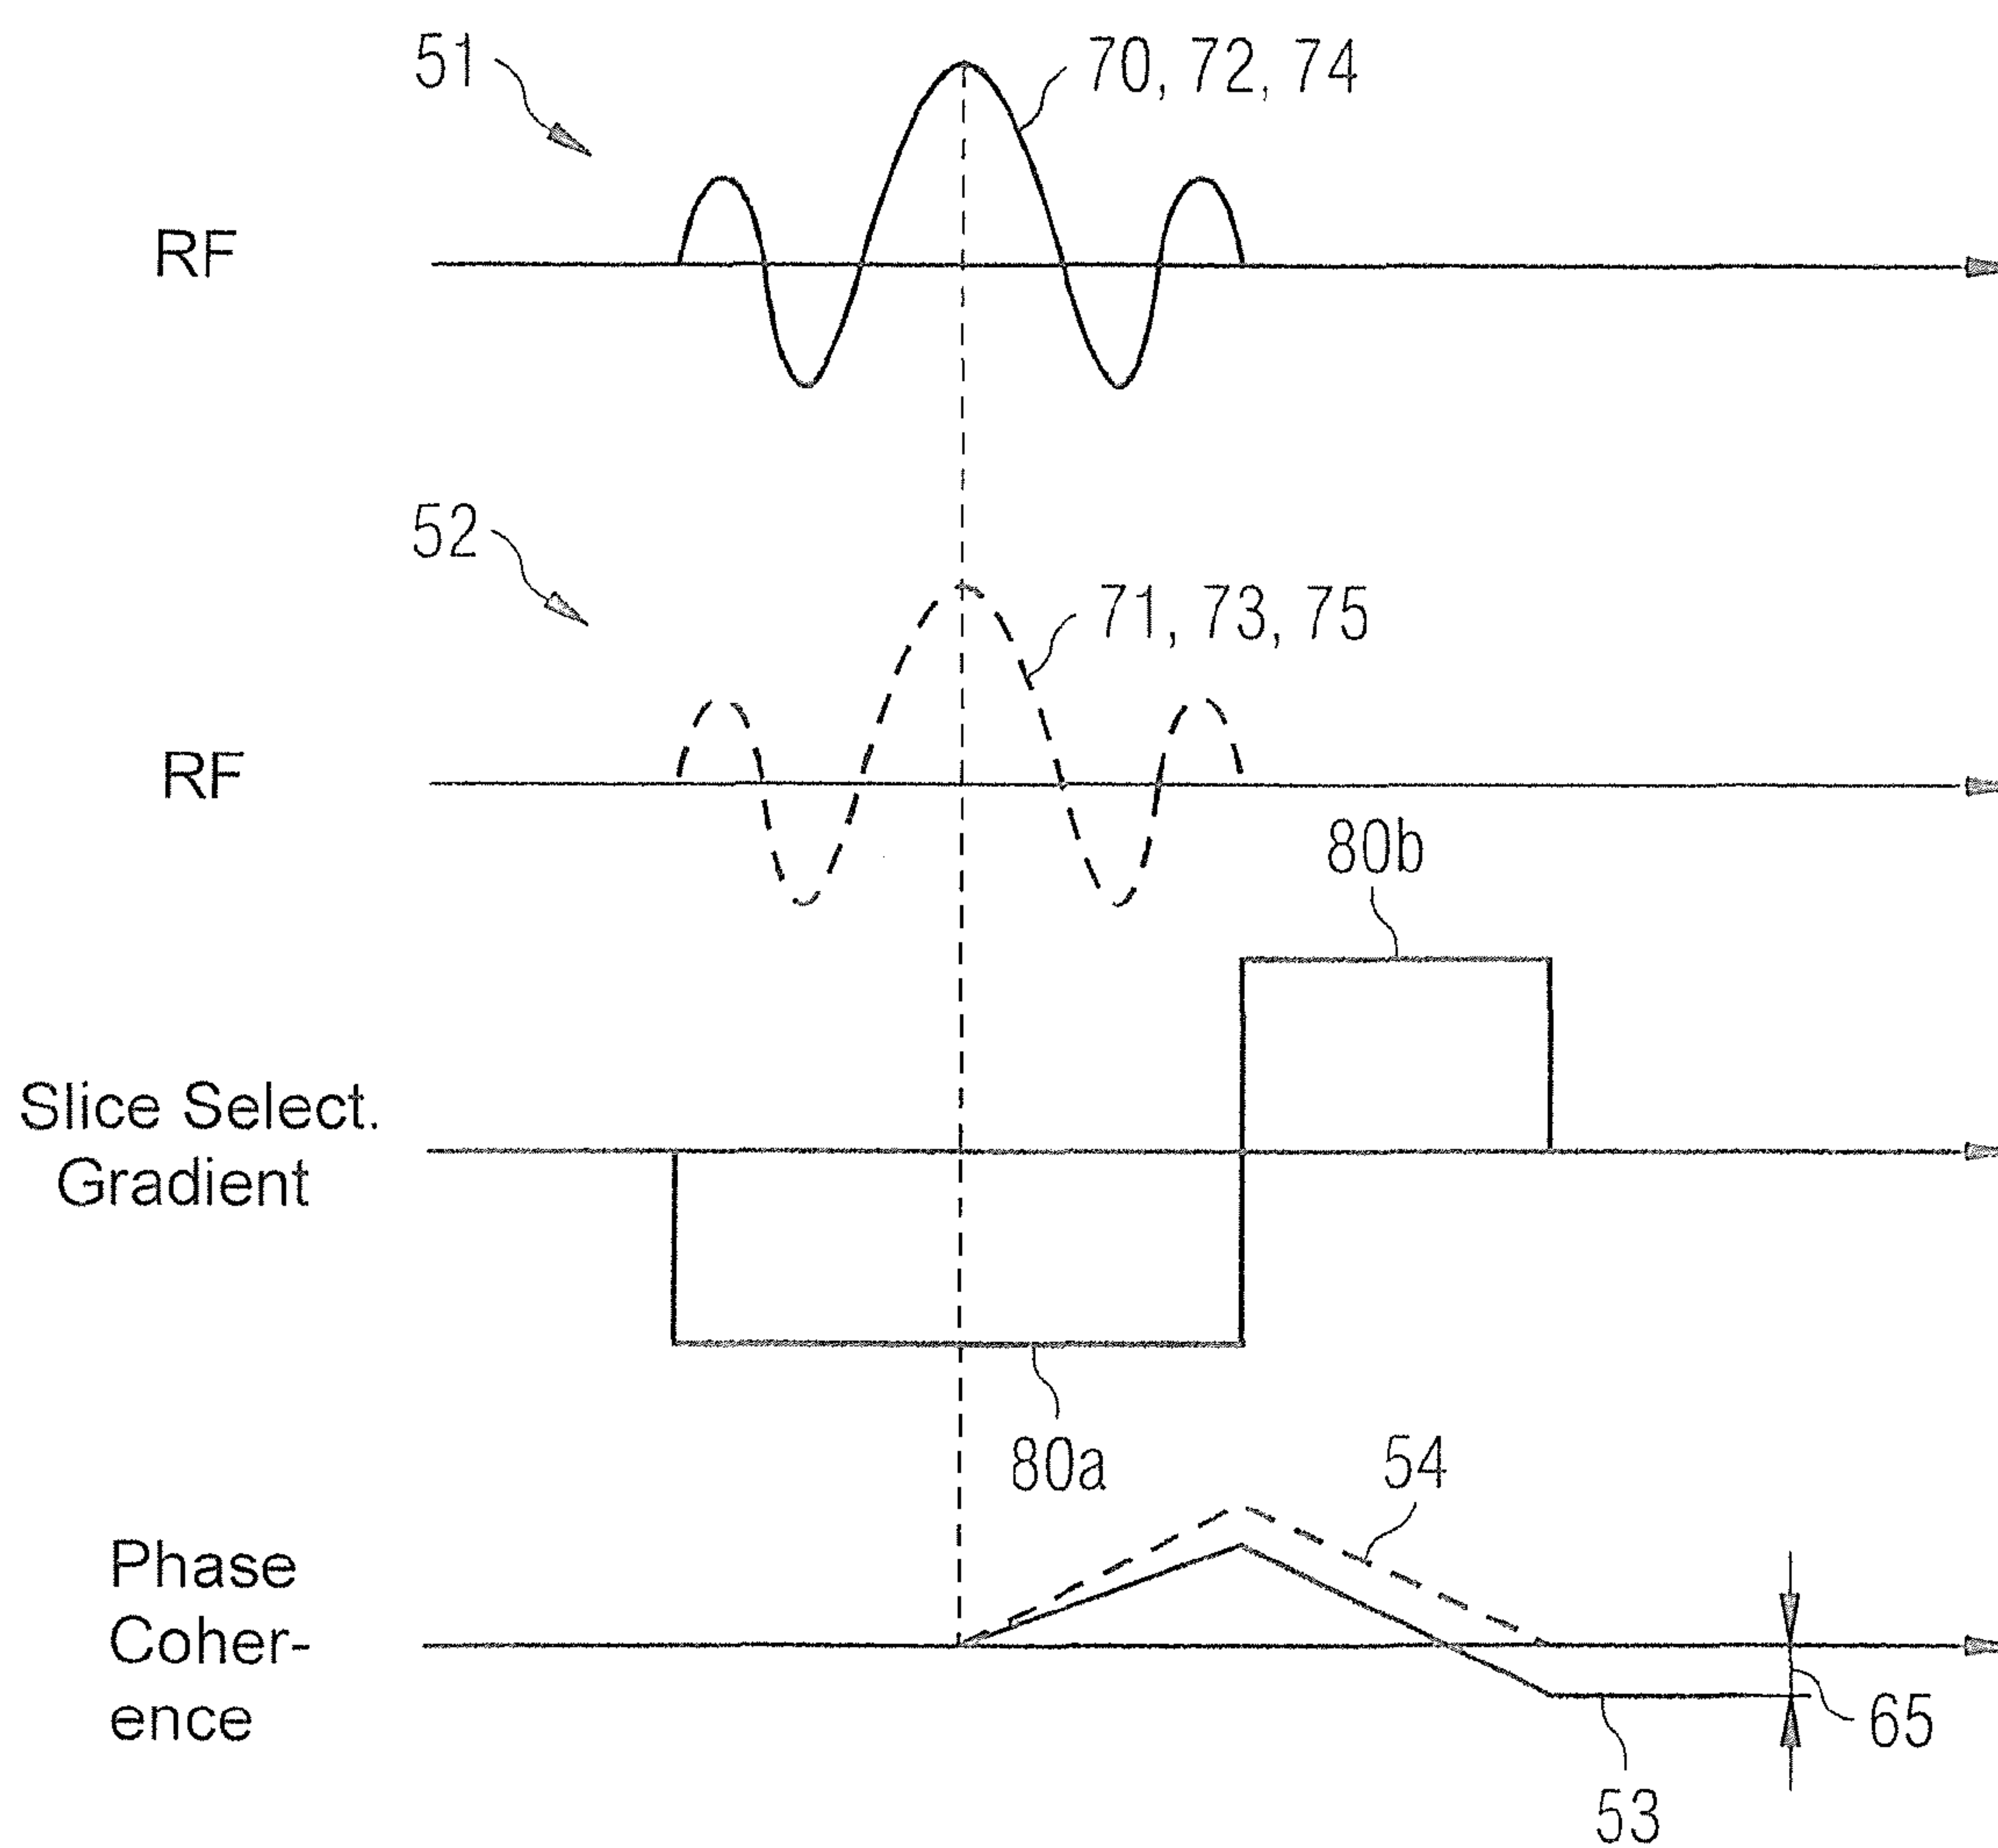 51
70, 72, 74
RF
52
71, 73, 75
RF
80b
Slice Select.
Gradient
80a
54
Phase
Coher-
ence
65
53